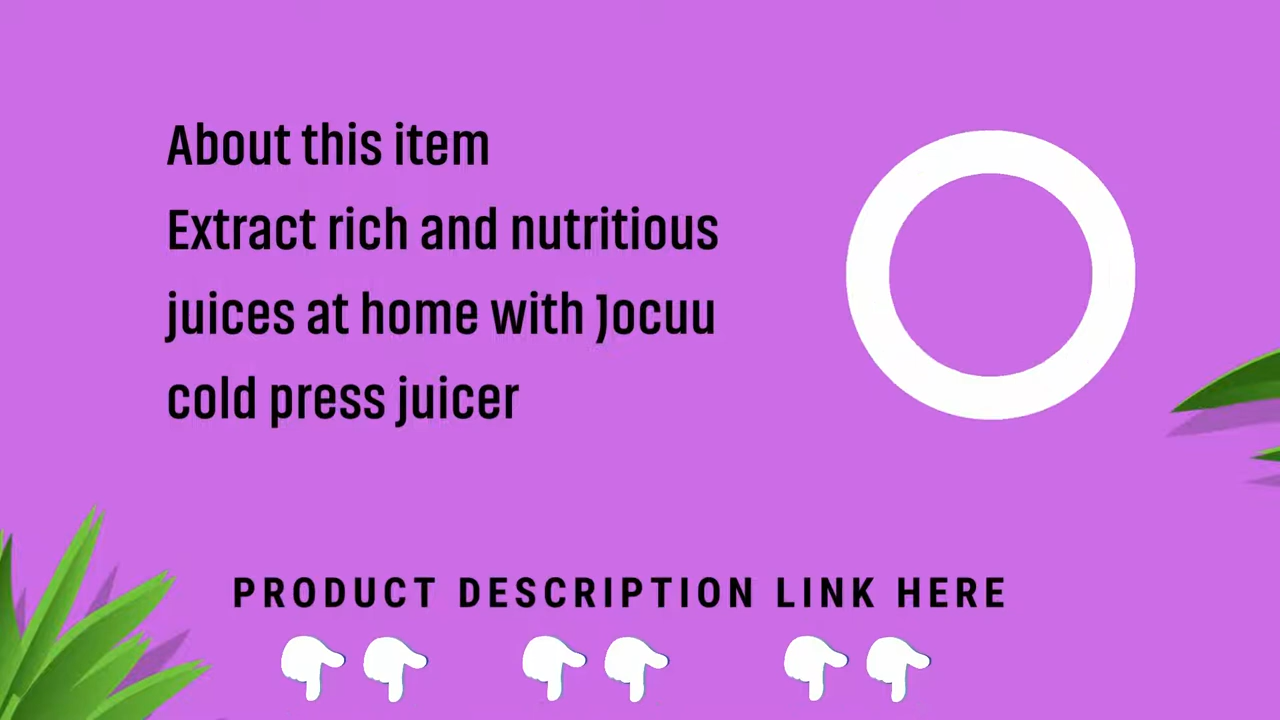 About this item
Extract rich and nutritious
juices at home with Jocuu
cold press juicer
PRODUCT DESCRIPTION LINK HERE